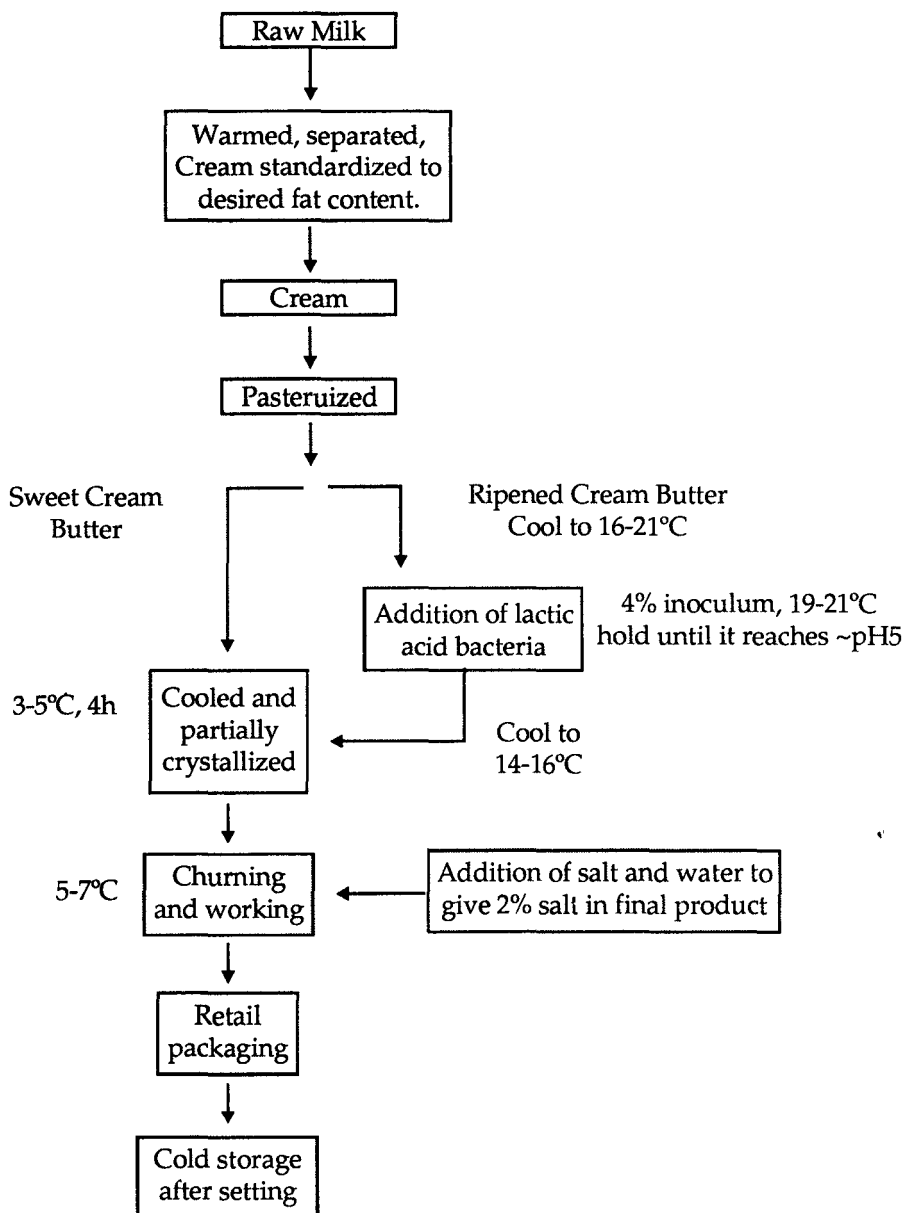 Raw Milk
Warmed, separated,
Cream standardized to
desired fat content.
Cream
Pasteruized
Sweet Cream
Butter
Ripened Cream Butter
Cool to 16-21°C
Addition of lactic
acid bacteria
4% inoculum, 19-21°C
hold until it reaches ~pH5
3-5°C, 4h
Cooled and
partially
crystallized
Cool to
14-16°C
5-7°C
Churning
and working
Addition of salt and water to
give 2% salt in final product
Retail
packaging
Cold storage
after setting